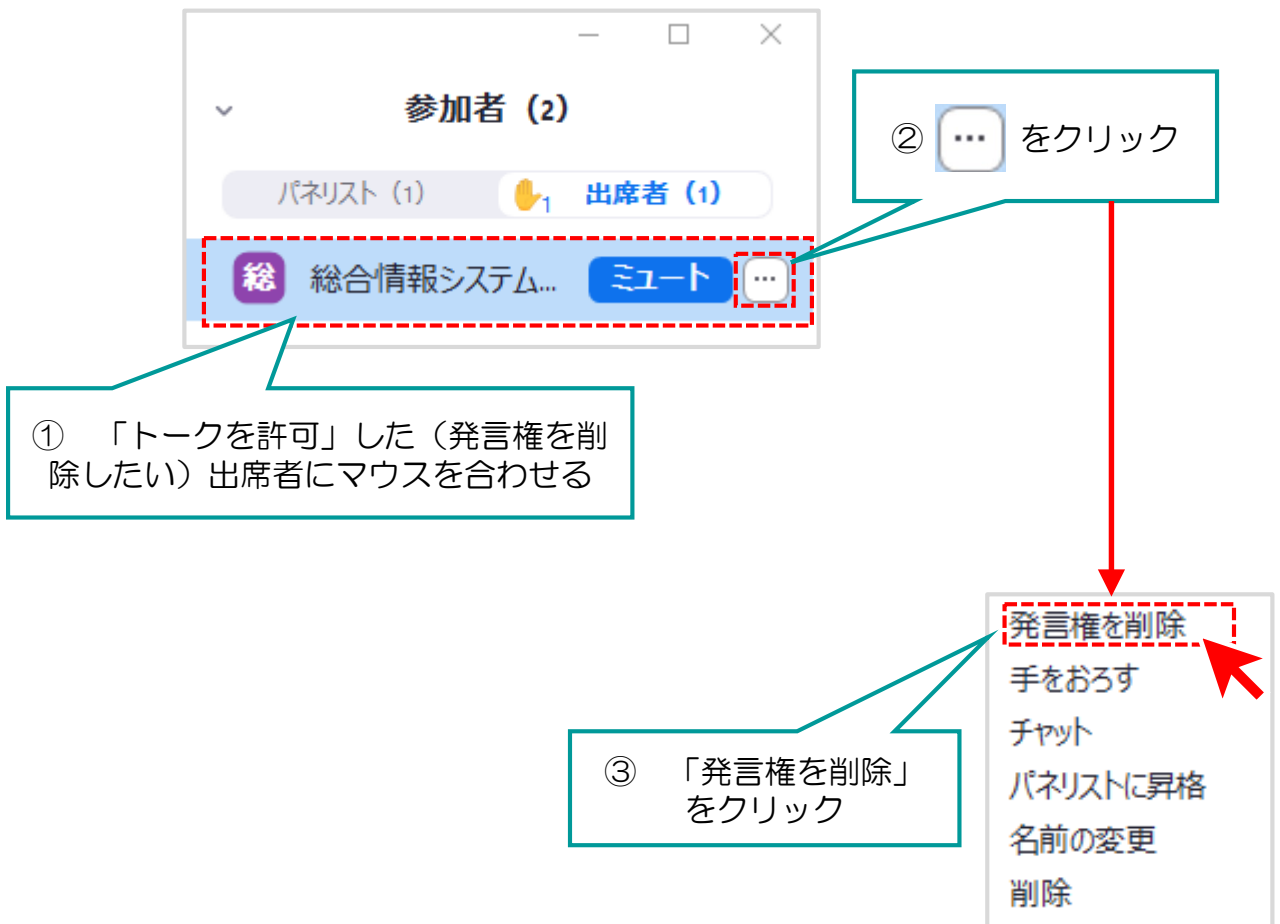 参加者（2）
パネリスト（1）
1
出席者（1）
総
総合情報システム...
ミュート
...
② ... をクリック
① 「トークを許可」した（発言権を削
除したい）出席者にマウスを合わせる
発言権を削除
手をおろす
チャット
パネリストに昇格
名前の変更
削除
③ 「発言権を削除」
をクリック